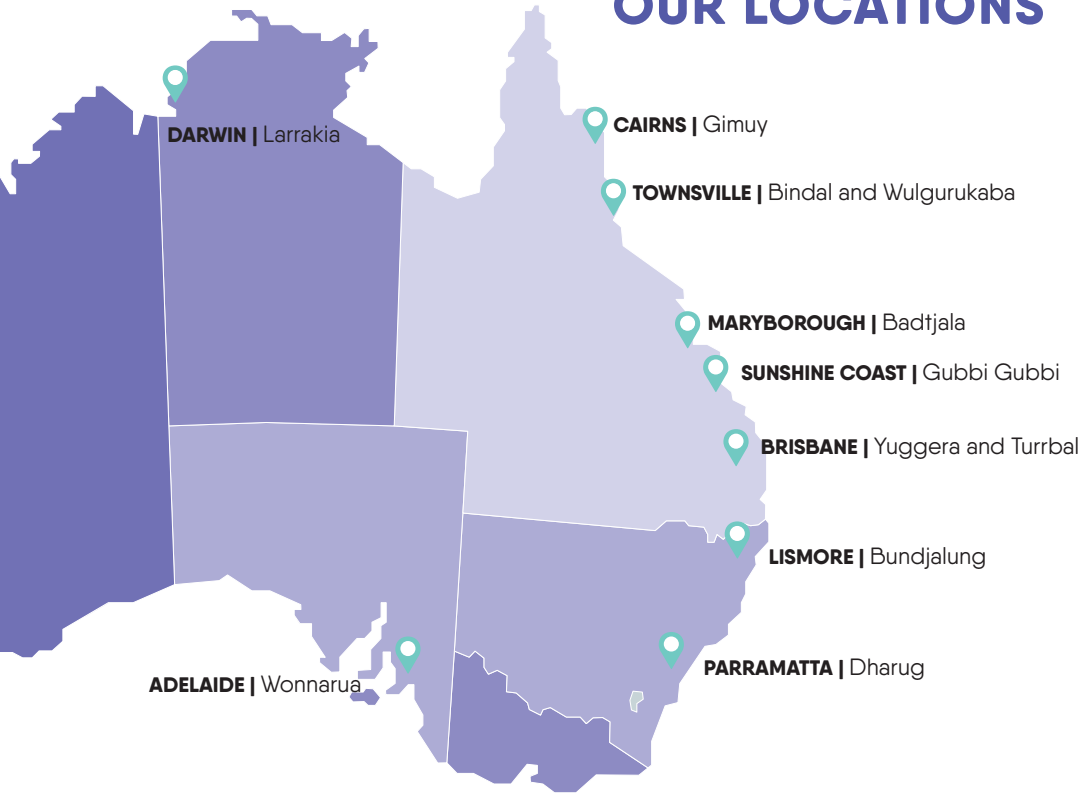 OUR LOCATIONS
DARWIN | Larrakia
CAIRNS | Gimuy
TOWNSVILLE | Bindal and Wulgurukaba
MARYBOROUGH | Badtjala
SUNSHINE COAST | Gubbi Gubbi
BRISBANE | Yuggera and Turrbal
LISMORE | Bundjalung
PARRAMATTA | Dharug
ADELAIDE | Wonnarua